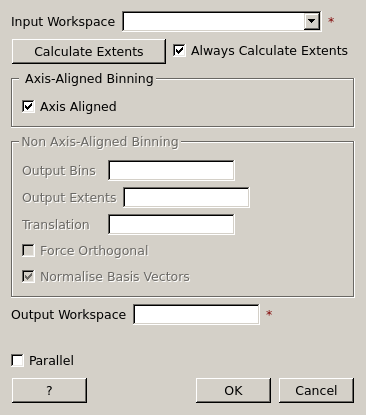 Input Workspace *
Calculate Extents Always Calculate Extents
Axis-Aligned Binning
Axis Aligned
Non Axis-Aligned Binning
Output Bins
Output Extents
Translation
Force Orthogonal
Normalise Basis Vectors
Output Workspace *
Parallel
? OK Cancel